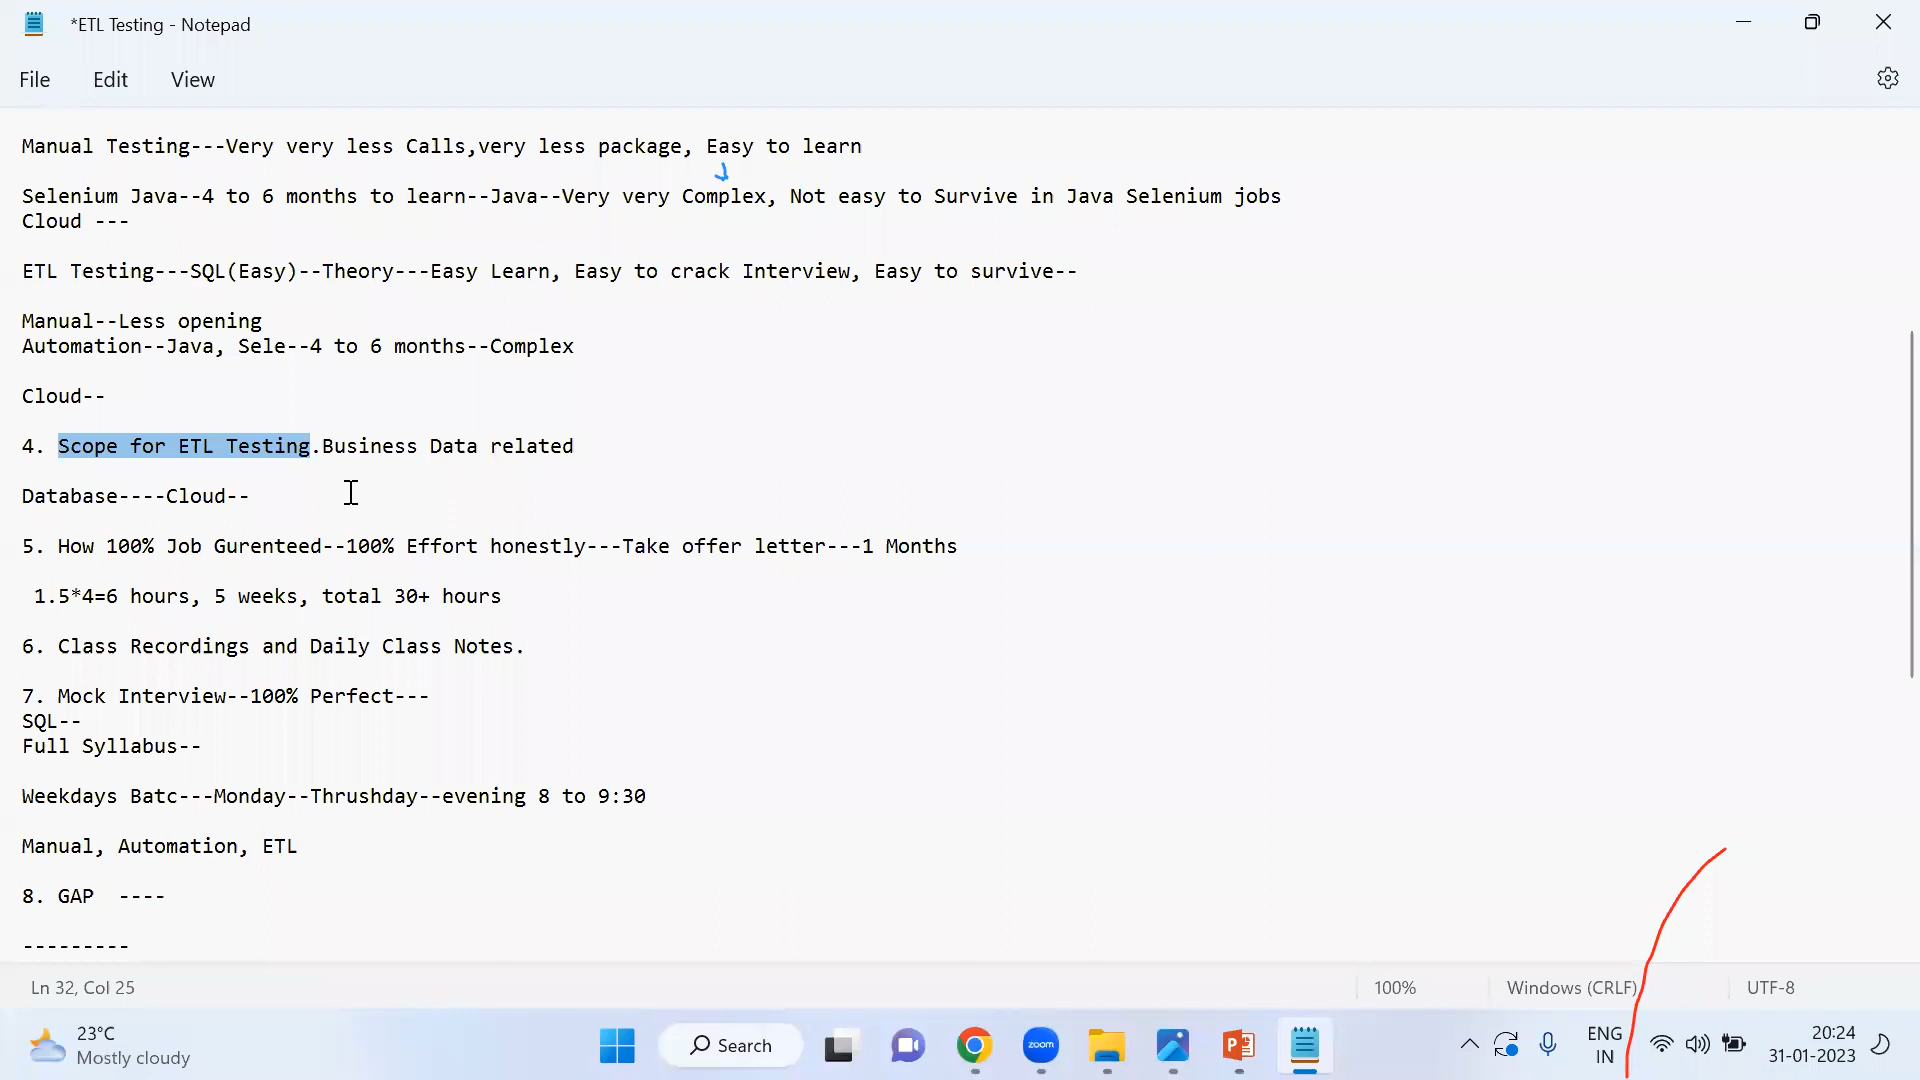 *ETL Testing - Notepad
File Edit View
Manual Testing---Very very less Calls,very less package, Easy to learn
Selenium Java--4 to 6 months to learn--Java--Very very Complex, Not easy to Survive in Java Selenium jobs
Cloud ---
ETL Testing---SQL(Easy)--Theory---Easy Learn, Easy to crack Interview, Easy to survive--
Manual--Less opening
Automation--Java, Sele--4 to 6 months--Complex
Cloud--
4. Scope for ETL Testing.Business Data related
Database----Cloud--
5. How 100% Job Gurenteed--100% Effort honestly---Take offer letter---1 Months
1.5*4=6 hours, 5 weeks, total 30+ hours
6. Class Recordings and Daily Class Notes.
7. Mock Interview--100% Perfect---
SQL--
Full Syllabus--
Weekdays Batc---Monday--Thrushday--evening 8 to 9:30
Manual, Automation, ETL
8. GAP ----
---------
Ln 32, Col 25 100% Windows (CRLF) UTF-8
23°C
Mostly cloudy
Search
zoom
ENG
IN
20:24
31-01-2023